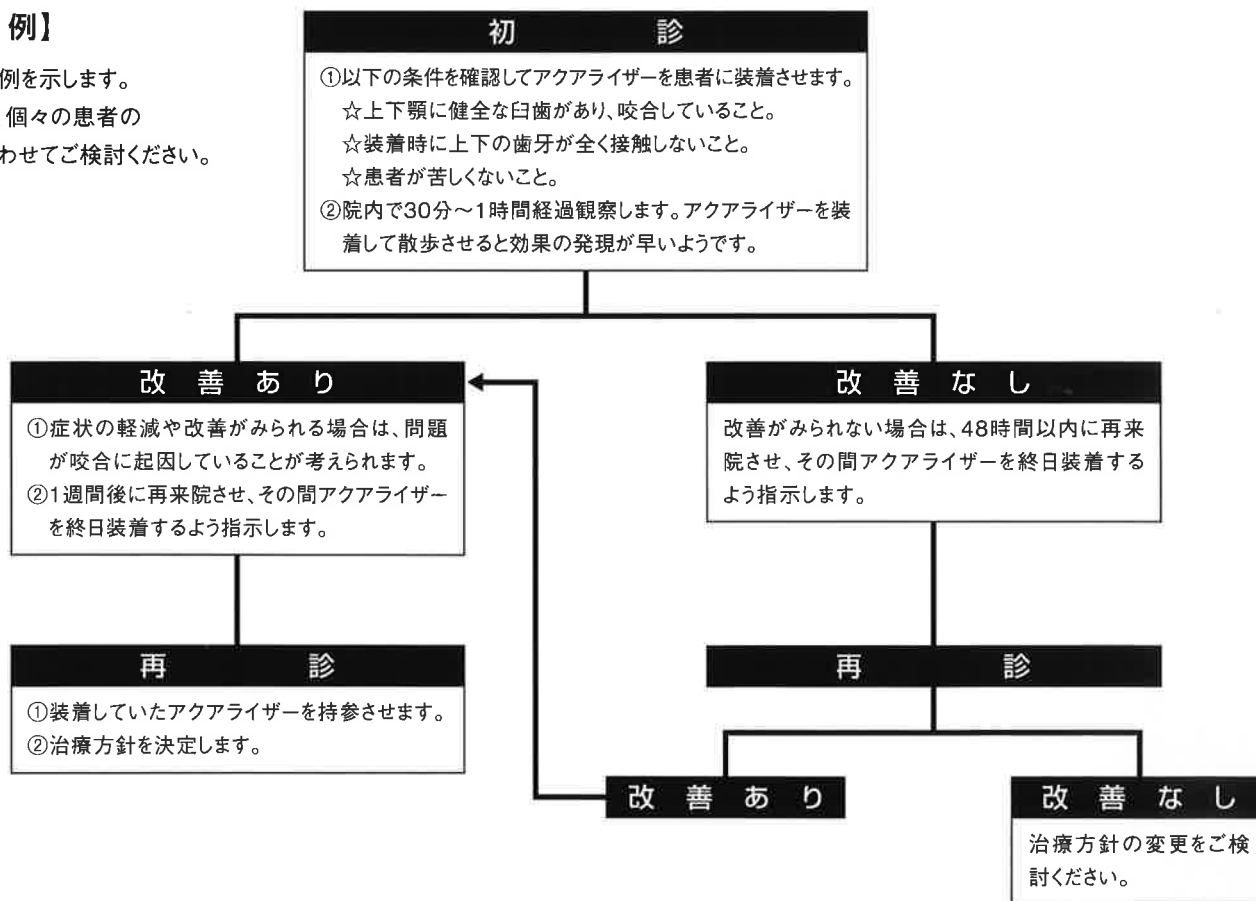 例】
例を示します。
個々の患者の
わせてご検討ください。
初診
①以下の条件を確認してアクアライザーを患者に装着させます。
☆上下顎に健全な臼歯があり、咬合していること。
☆装着時に上下の歯牙が全く接触しないこと。
☆患者が苦しくないこと。
②院内で30分～1時間経過観察します。アクアライザーを装
着して散歩させると効果の発現が早いようです。
改善あり
①症状の軽減や改善がみられる場合は、問題
が咬合に起因していることが考えられます。
②1週間後に再来院させ、その間アクアライザー
を終日装着するよう指示します。
改善なし
改善がみられない場合は、48時間以内に再来
院させ、その間アクアライザーを終日装着する
よう指示します。
再診
①装着していたアクアライザーを持参させます。
②治療方針を決定します。
再診
改善あり
改善なし
治療方針の変更をご検
討ください。